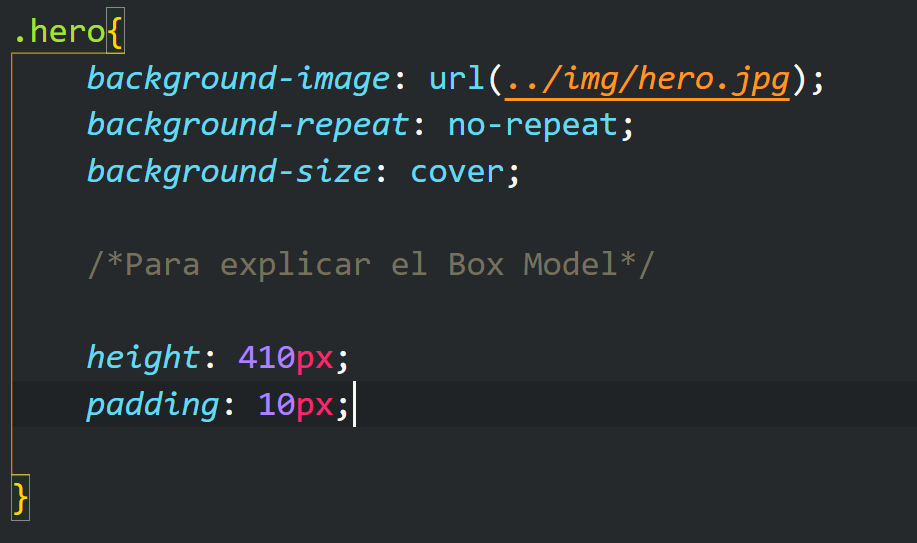 .hero{
background-image: url(../img/hero.jpg);
background-repeat: no-repeat;
background-size: cover;
/*Para explicar el Box Model*/
height: 410px;
padding: 10px;
}